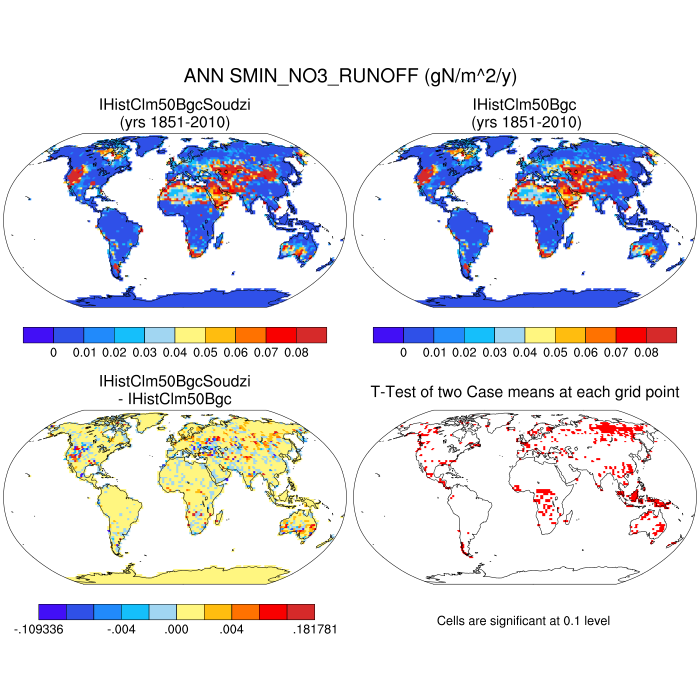 ANN SMIN_NO3_RUNOFF (gN/m^2/y)
IHistClm50BgcSoudzi
(yrs 1851-2010)
IHistClm50Bgc
(yrs 1851-2010)
0 0.01 0.02 0.03 0.04 0.05 0.06 0.07 0.08
0 0.01 0.02 0.03 0.04 0.05 0.06 0.07 0.08
IHistClm50BgcSoudzi
- IHistClm50Bgc
T-Test of two Case means at each grid point
-.109336 -.004 .000 .004 .181781
Cells are significant at 0.1 level